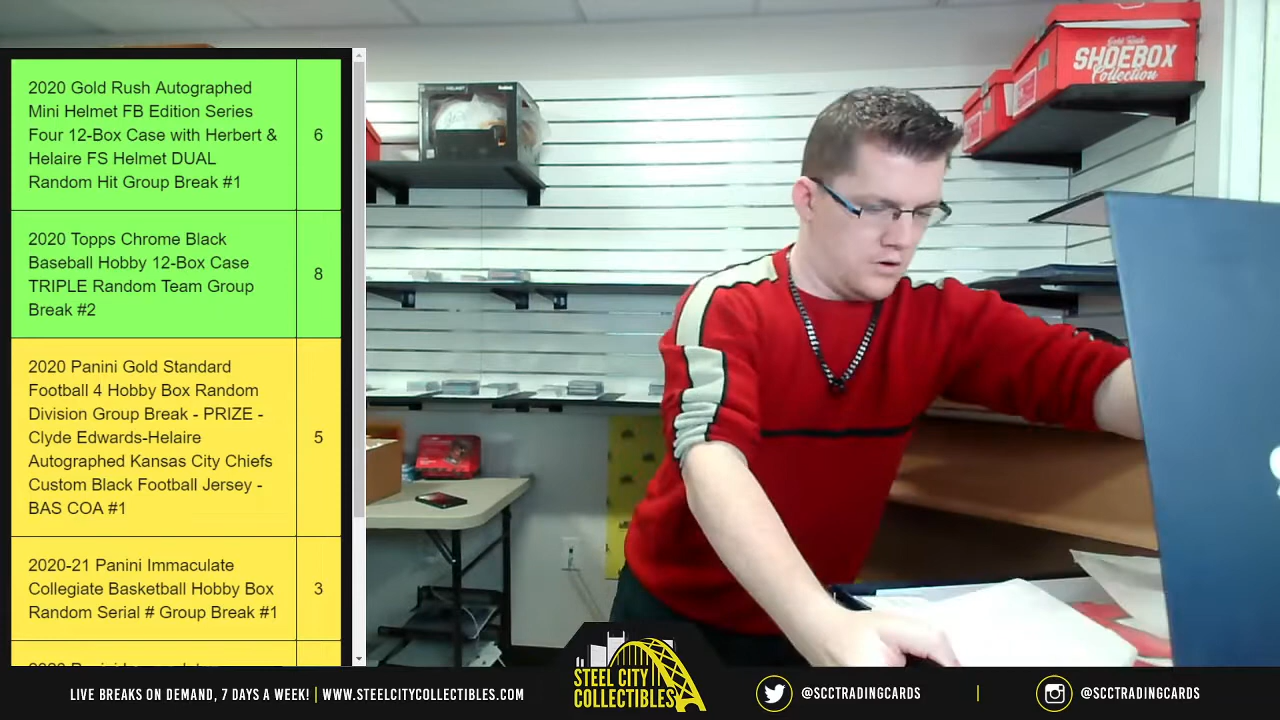 2020 Gold Rush Autographed
Mini Helmet FB Edition Series
Four 12-Box Case with Herbert &
Helaire FS Helmet DUAL
Random Hit Group Break #1
6
2020 Topps Chrome Black
Baseball Hobby 12-Box Case
TRIPLE Random Team Group
Break #2
8
2020 Panini Gold Standard
Football 4 Hobby Box Random
Division Group Break - PRIZE -
Clyde Edwards-Helaire
Autographed Kansas City Chiefs
Custom Black Football Jersey -
BAS COA #1
5
2020-21 Panini Immaculate
Collegiate Basketball Hobby Box
Random Serial # Group Break #1
3
Gold Rush
SHOEBOX
Collection
STEEL CITY
COLLECTIBLES
LIVE BREAKS ON DEMAND, 7 DAYS A WEEK! | WWW.STEELCITYCOLLECTIBLES.COM
@SCCTRADINGCARDS | @SCCTRADINGCARDS